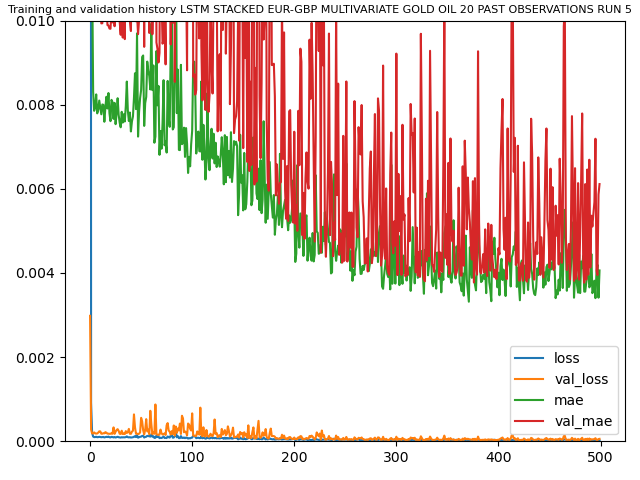 Training and validation history LSTM STACKED EUR-GBP MULTIVARIATE GOLD OIL 20 PAST OBSERVATIONS RUN 5
0.010
0.008
0.006
0.004
0.002
0.000
loss
val_loss
mae
val_mae
0 100 200 300 400 500